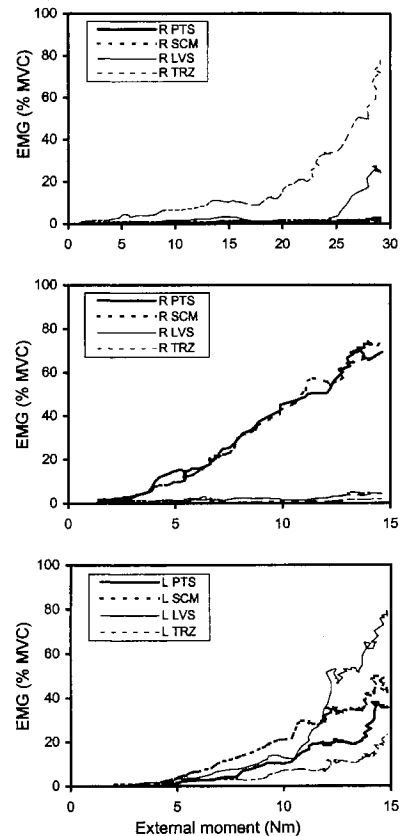 R PTS
R SCM
R LVS
R TRZ
EMG (% MVC)
100
80
60
40
20
0
0 5 10 15 20 25 30
R PTS
R SCM
R LVS
R TRZ
EMG (% MVC)
100
80
60
40
20
0
0 5 10 15
L PTS
L SCM
L LVS
L TRZ
EMG (% MVC)
100
80
60
40
20
0
0 5 10 15
External moment (Nm)